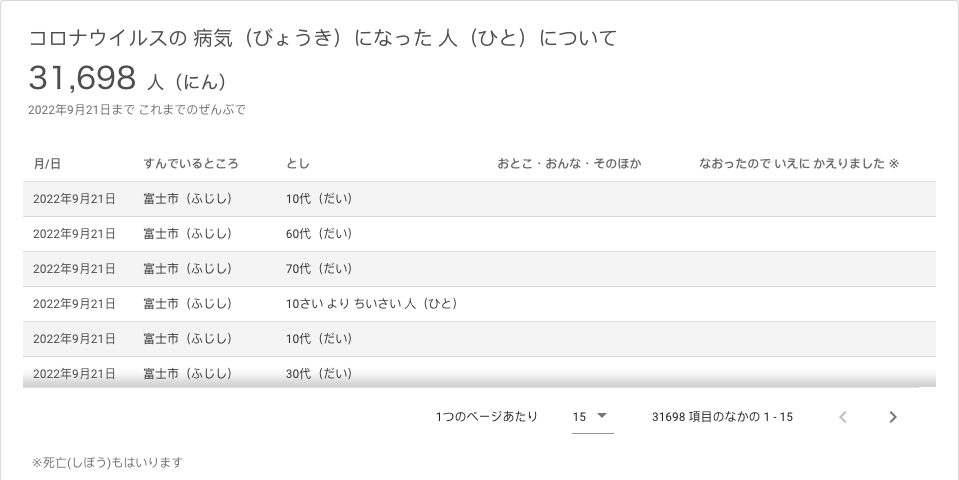 コロナウイルスの 病気（びょうき）になった 人（ひと）について
31,698 人（にん）
2022年9月21日まで これまでのぜんぶで
月/日 すんでいるところ とし おとこ・おんな・そのほか なおったので いえに かえりました ※
2022年9月21日 富士市（ふじし） 10代（だい）
2022年9月21日 富士市（ふじし） 60代（だい）
2022年9月21日 富士市（ふじし） 70代（だい）
2022年9月21日 富士市（ふじし） 10さい より ちいさい 人（ひと）
2022年9月21日 富士市（ふじし） 10代（だい）
2022年9月21日 富士市（ふじし） 30代（だい）
1つのページあたり 15 31698 項目のなかの 1 - 15
※死亡(しぼう)もはいります